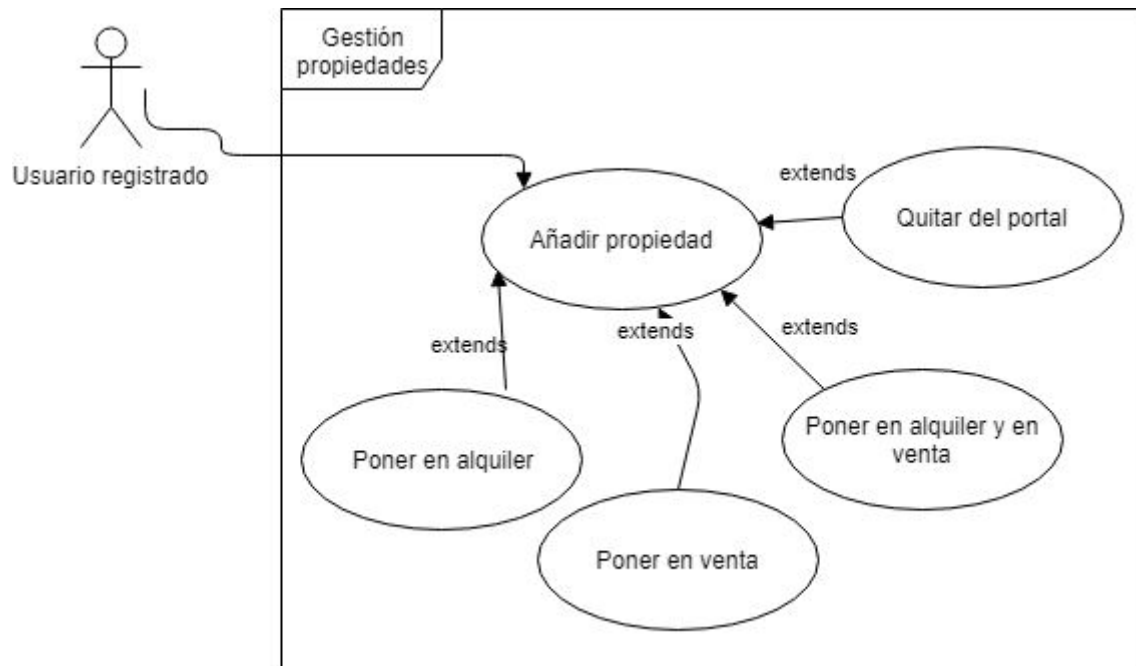 Gestión
propiedades
Usuario registrado
extends
Quitar del portal
Añadir propiedad
extends
extends
extends
Poner en alquiler y en
venta
Poner en alquiler
Poner en venta